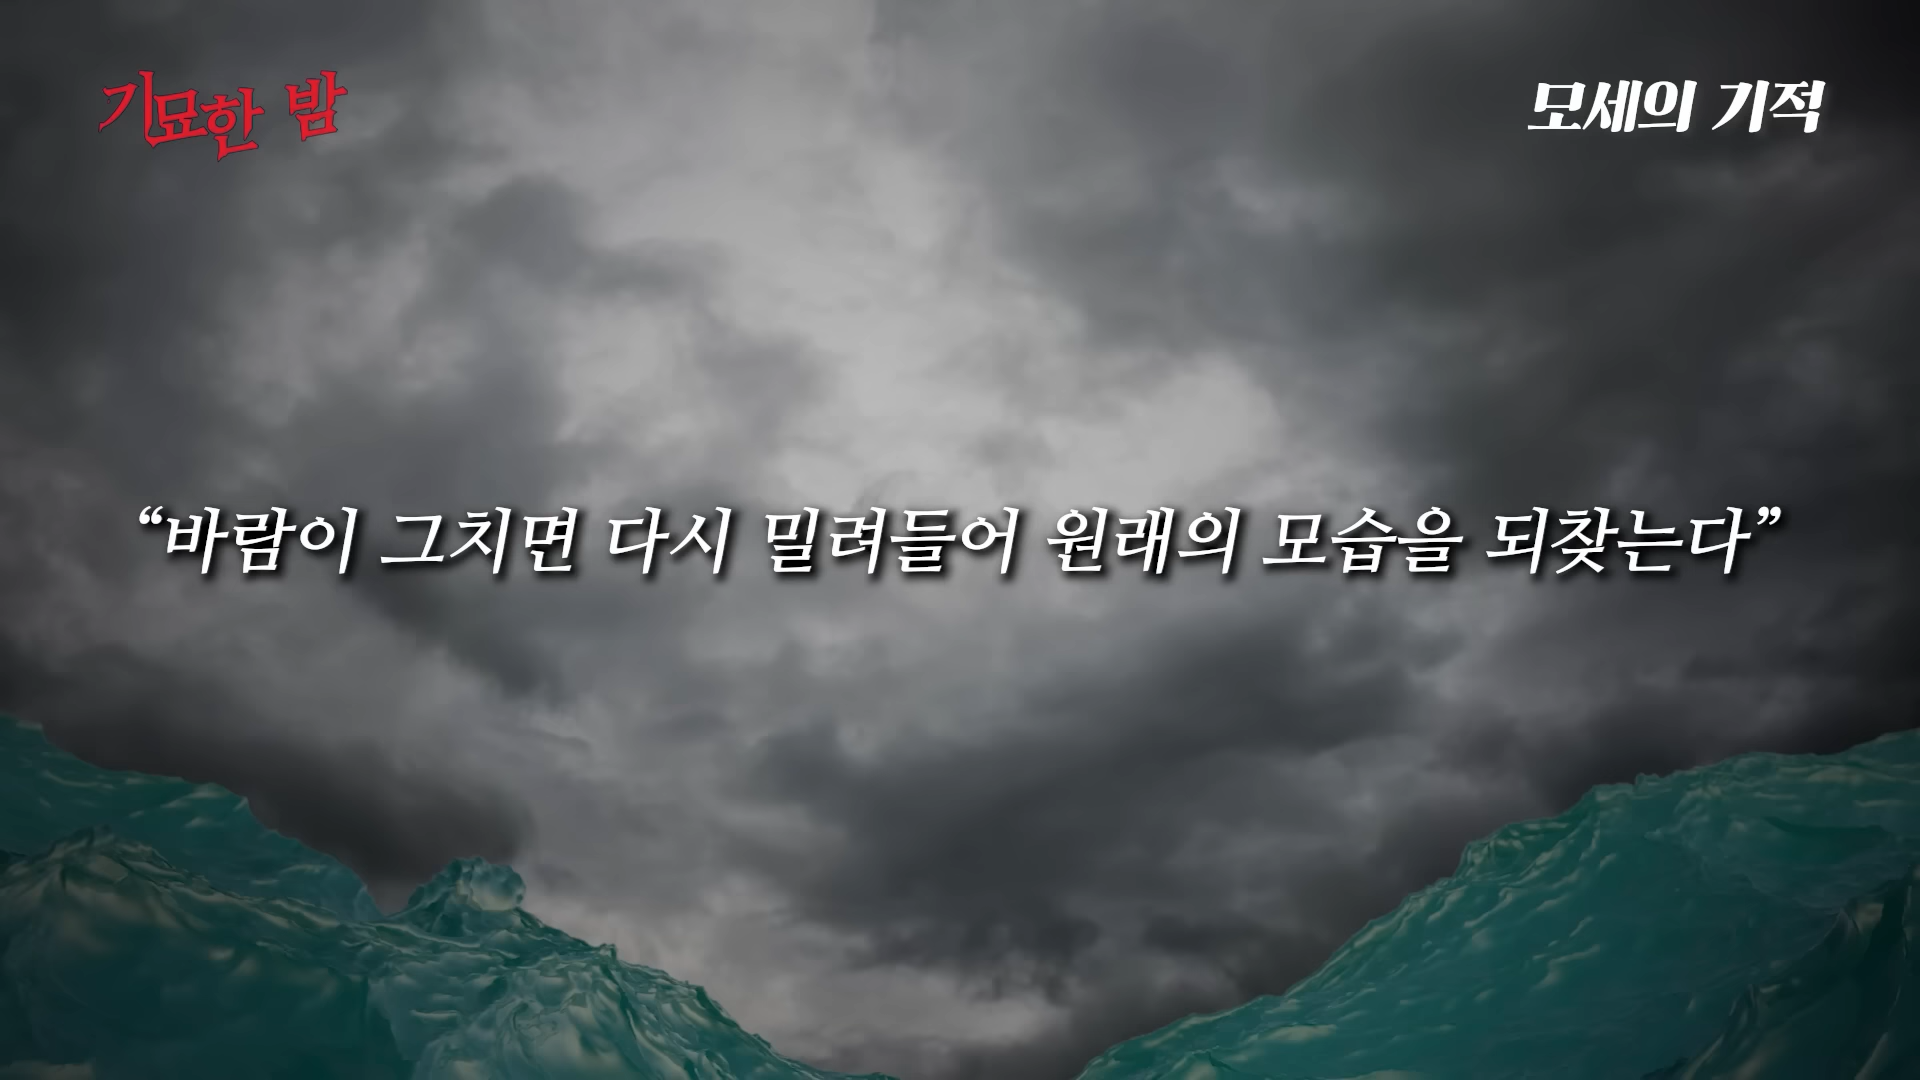 기묘한 밤
모세의 기적
“바람이 그치면 다시 밀려들어 원래의 모습을 되찾는다”